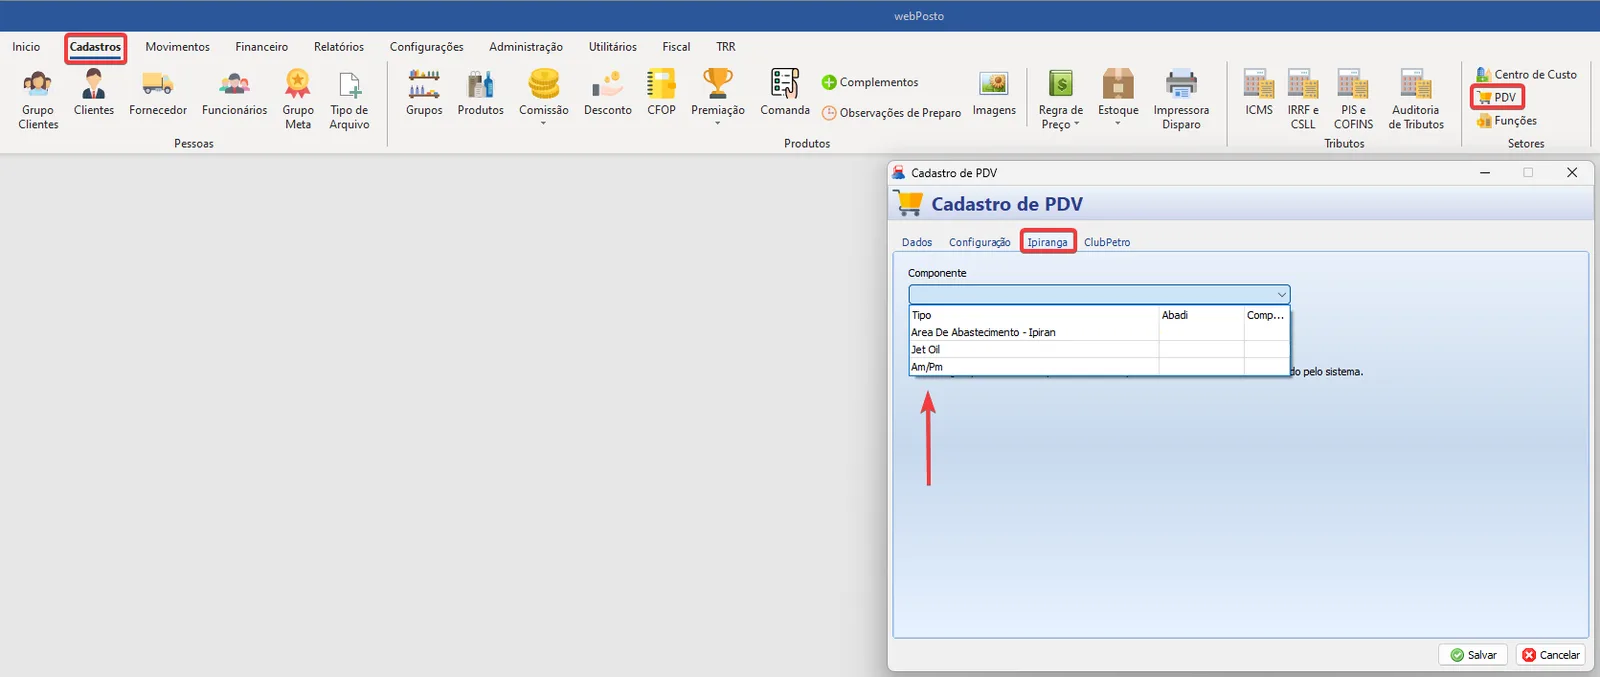 webPosto
Inicio Cadastros Movimentos Financeiro Relatórios Configurações Administração Utilitários Fiscal TRR
Grupo Clientes
Clientes
Fornecedor
Funcionários
Grupo Meta
Tipo de Arquivo
Pessoas
Grupos
Produtos
Comissão
Desconto
CFOP
Premiação
Comanda
Complementos
Observações de Preparo
Imagens
Regra de Preço
Estoque
Impressora Disparo
Produtos
ICMS
IRRF e CSLL
PIS e COFINS
Auditoria de Tributos
Tributos
Centro de Custo
PDV
Funções
Setores
Cadastro de PDV
Cadastro de PDV
Dados Configuração Ipiranga ClubPetro
Componente
Tipo Abadi Comp...
Area De Abastecimento - Ipiran
Jet Oil
Am/Pm
do pelo sistema.
Salvar Cancelar